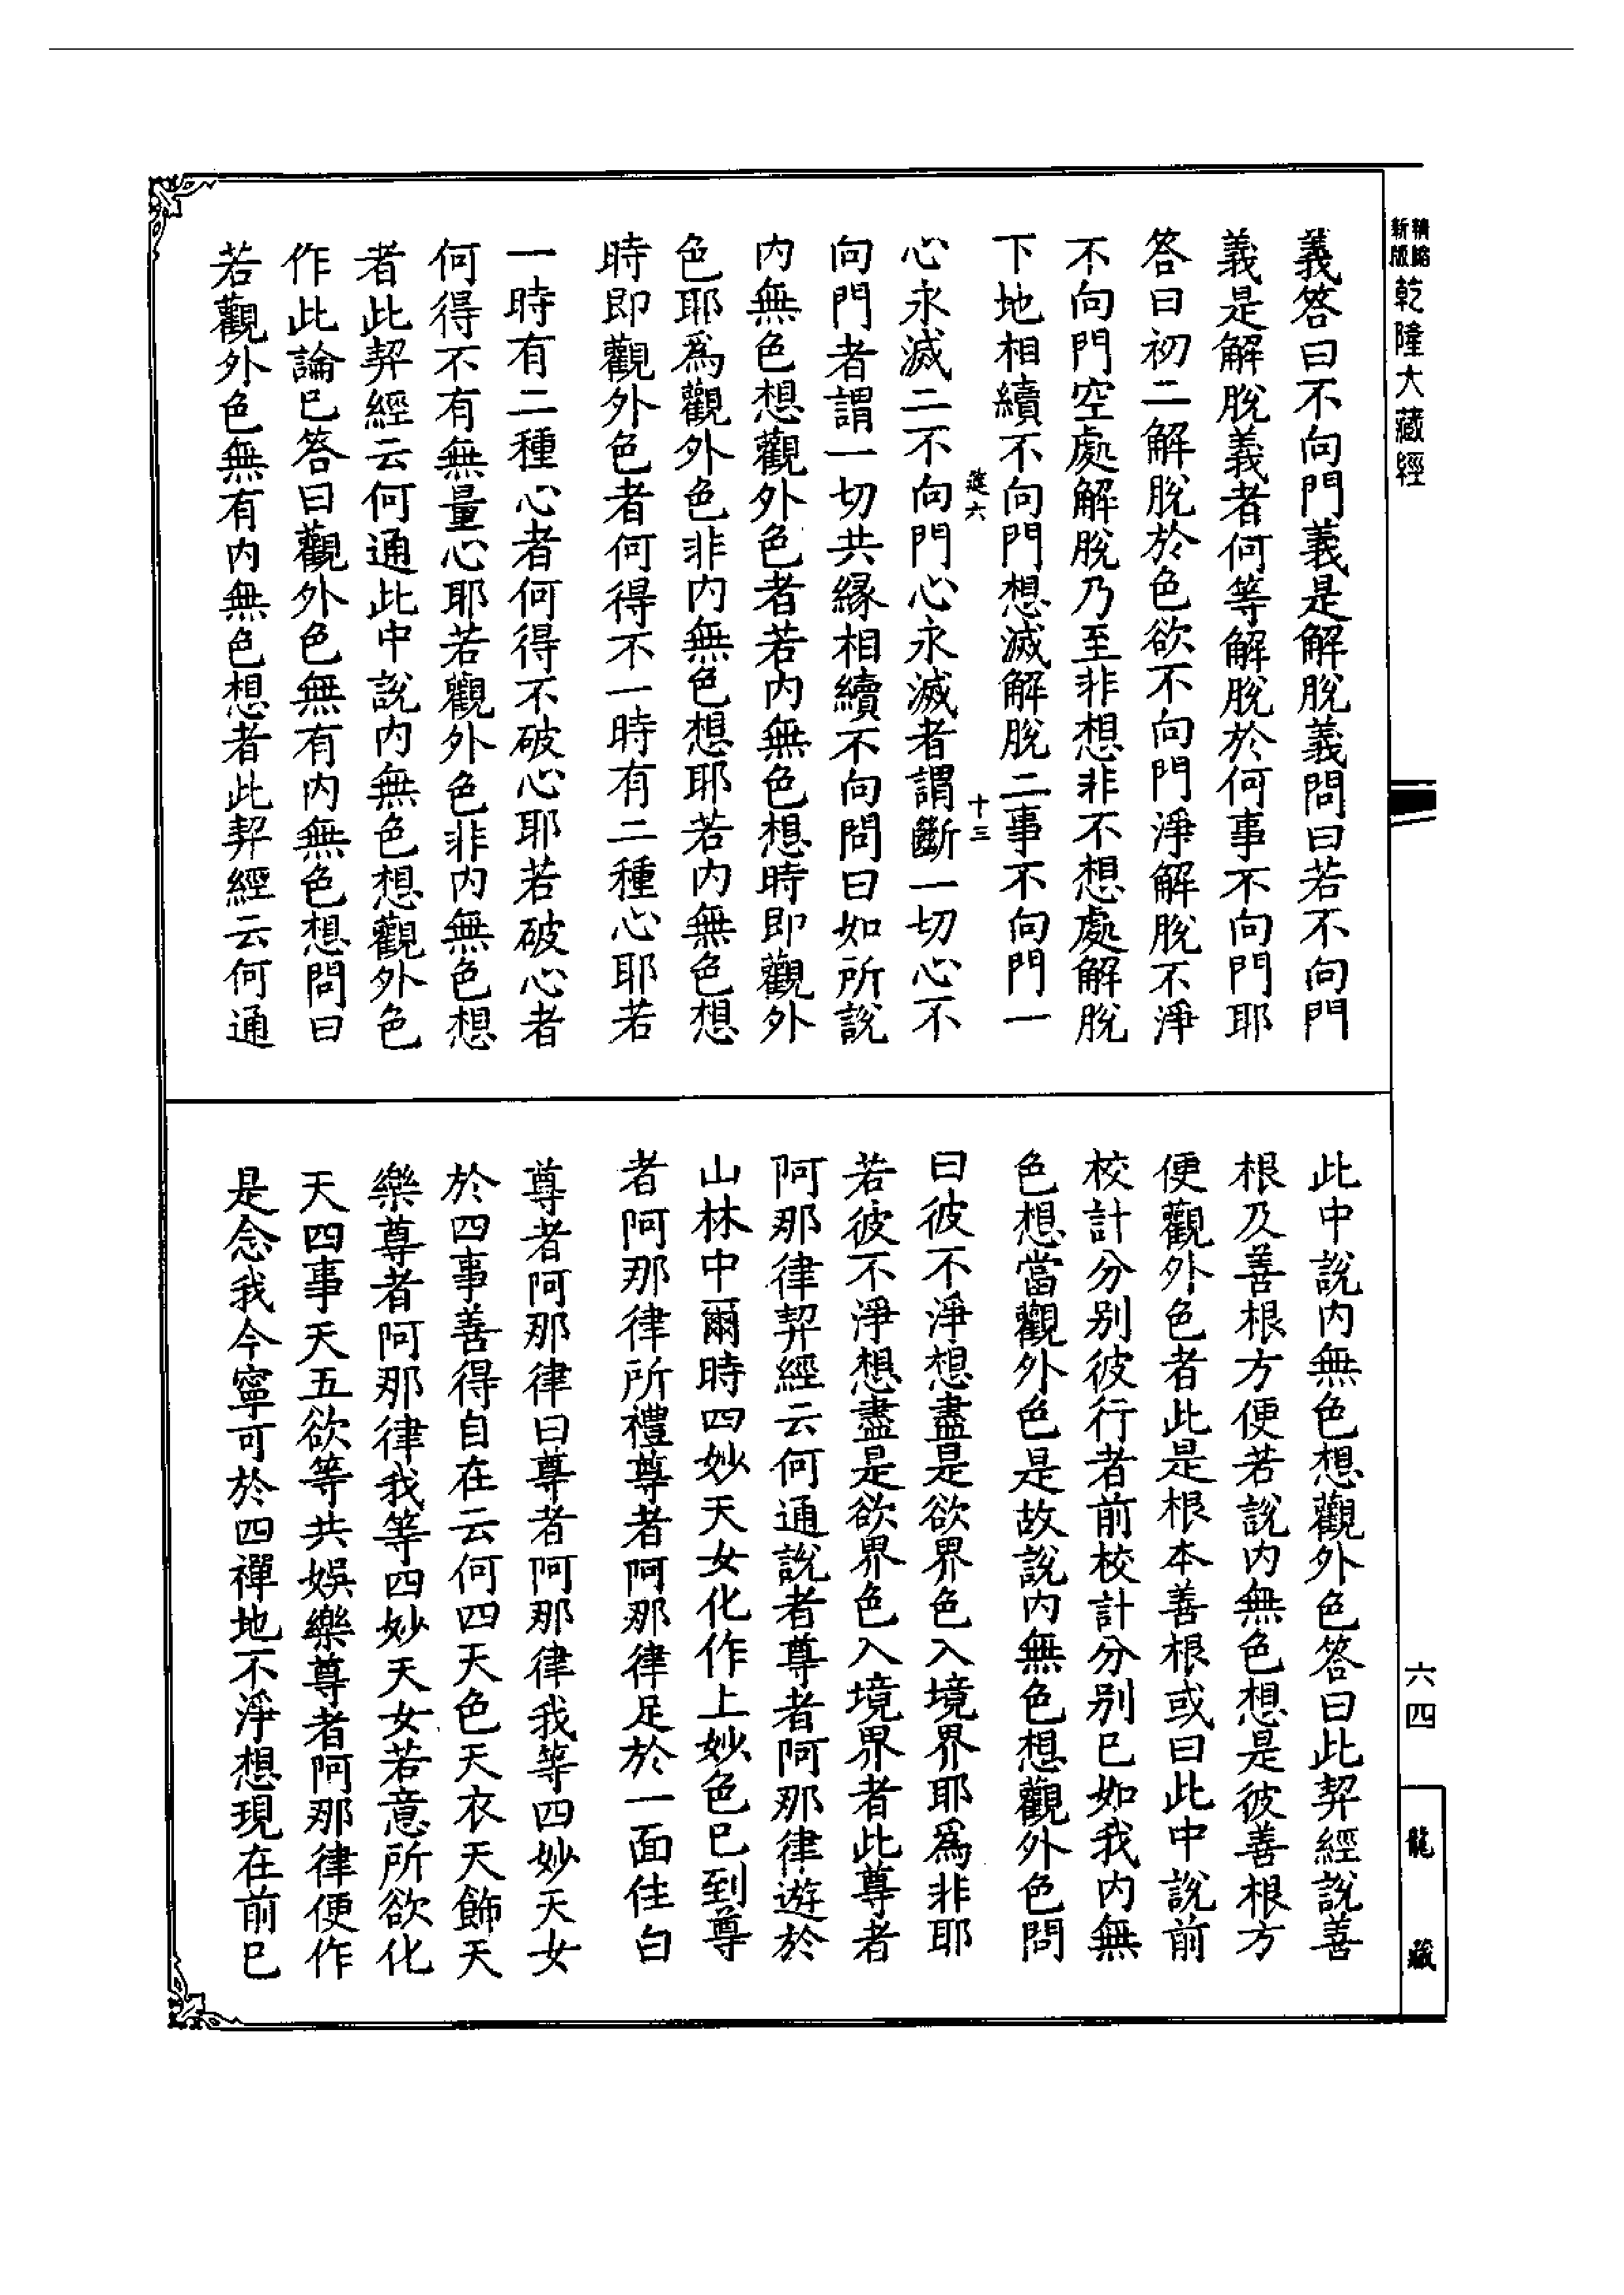 新版
精縮
乾隆大藏經
義答曰不向門義是解脫義問曰若不向門
義是解脫義者何等解脫於何事不向門耶
答曰初二解脫於色欲不向門淨解脫不淨
不向門空處解脫乃至非想非不想處解脫
下地相續不向門想滅解脫二事不向門一
心永滅二不向門心永滅者謂斷一切心不
向門者謂一切共緣相續不向問曰如所說
內無色想觀外色者若內無色想時即觀外
色耶爲觀外色非內無色想耶若內無色想
時即觀外色者何得不一時有二種心耶若
一時有二種心者何得不破心耶若破心者
何得不有無量心耶若觀外色非內無色想
者此契經云何通此中說內無色想觀外色
作此論已答曰觀外色無有內無色想問曰
若觀外色無有內無色想者此契經云何通
十三
此中說內無色想觀外色答曰此契經說善
根及善根方便若說內無色想是彼善根方
便觀外色者此是根本善根或曰此中說前
校計分別彼行者前校計分別已如我內無
色想當觀外色是故說內無色想觀外色問
曰彼不淨想盡是欲界色入境界耶爲非耶
若彼不淨想盡是欲界色入境界者此尊者
阿那律契經云何通說者尊者阿那律遊於
山林中爾時四妙天女化作上妙色已到尊
者阿那律所禮尊者阿那律足於一面住白
尊者阿那律曰尊者阿那律我等四妙天女
於四事善得自在云何四天色天衣天飾天
樂尊者阿那律我等四妙天女若意所欲化
天四事天五欲等共娛樂尊者阿那律便作
是念我今寧可於四禪地不淨想現在前已
六四
龍藏